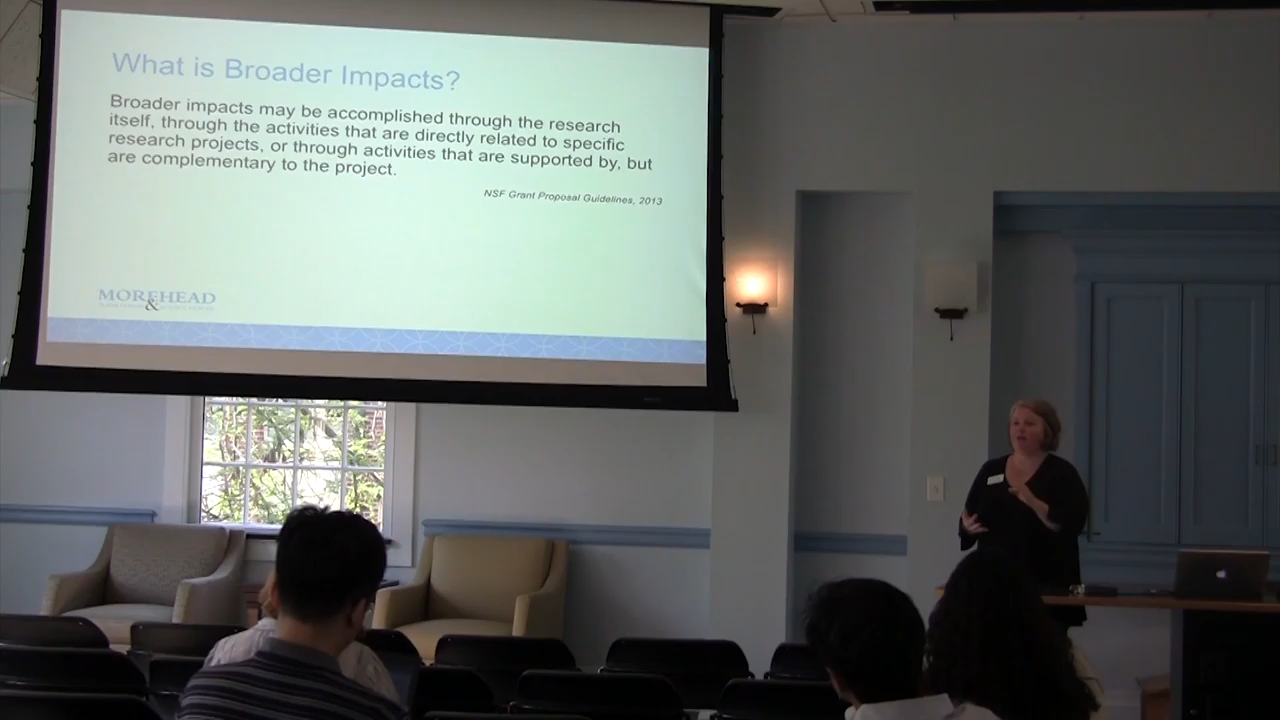 What is Broader Impacts?
Broader impacts may be accomplished through the research
itself, through the activities that are directly related to specific
research projects, or through activities that are supported by, but
are complementary to the project.
NSF Grant Proposal Guidelines, 2013
MOREHEAD
&